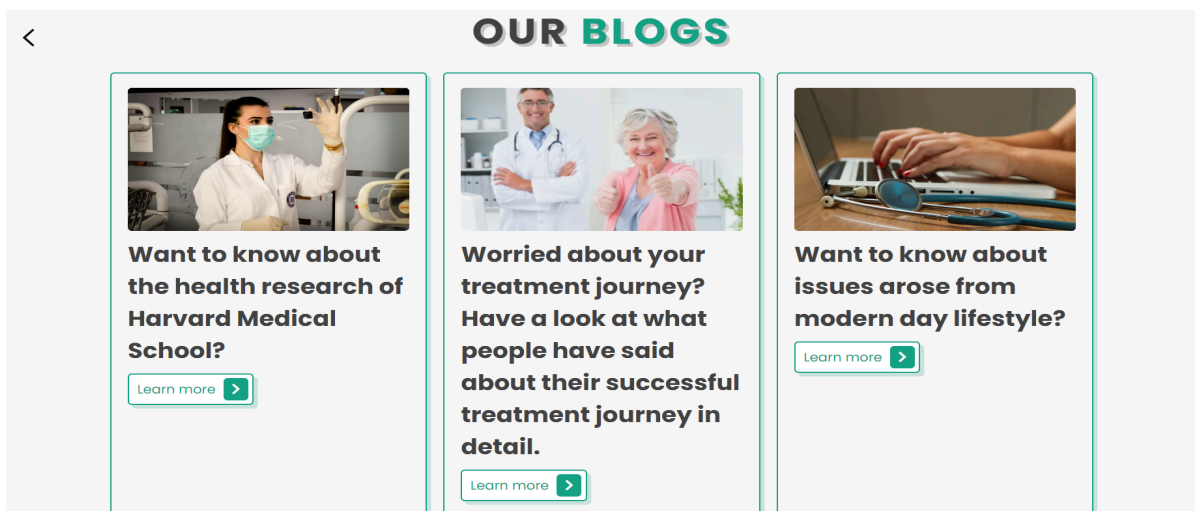 OUR BLOGS
Want to know about
the health research of
Harvard Medical
School?
Learn more
Worried about your
treatment journey?
Have a look at what
people have said
about their successful
treatment journey in
detail.
Learn more
Want to know about
issues arose from
modern day lifestyle?
Learn more